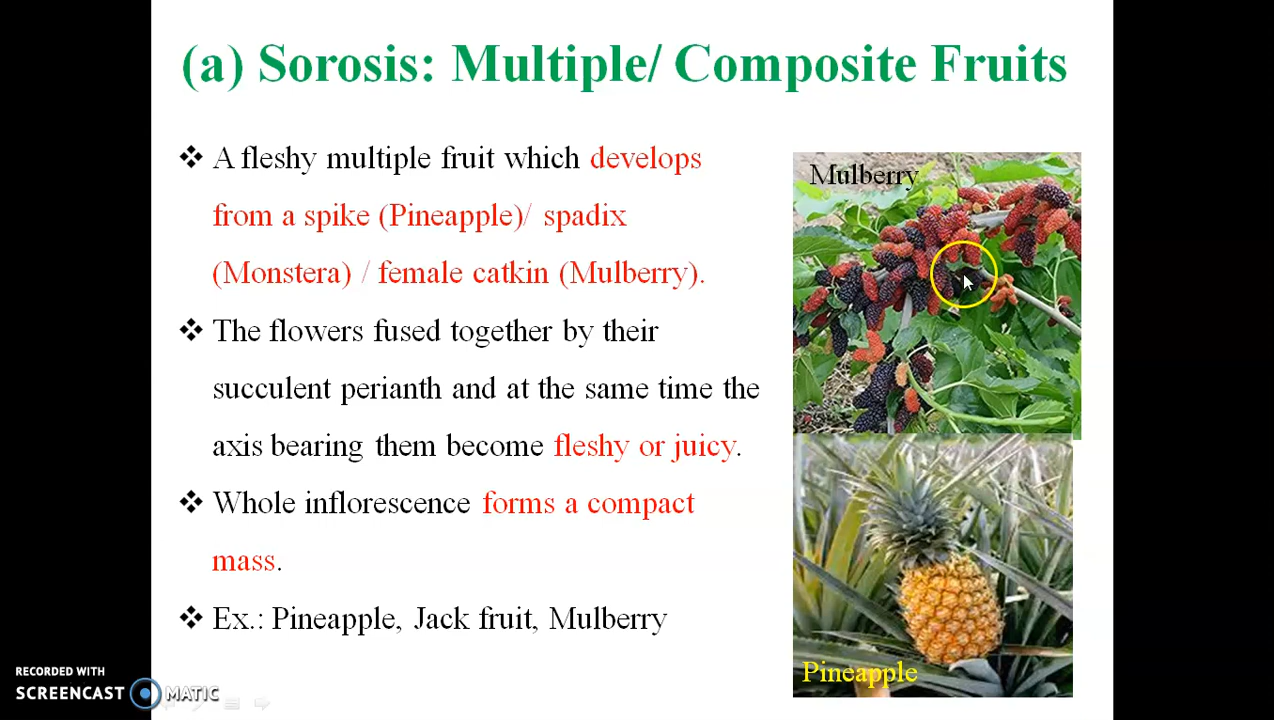 (a) Sorosis: Multiple/ Composite Fruits
❖ A fleshy multiple fruit which develops
from a spike (Pineapple)/ spadix
(Monstera) / female catkin (Mulberry).
❖ The flowers fused together by their
succulent perianth and at the same time the
axis bearing them become fleshy or juicy.
❖ Whole inflorescence forms a compact
mass.
❖ Ex.: Pineapple, Jack fruit, Mulberry
Mulberry
Pineapple
RECORDED WITH
SCREENCAST MATIC